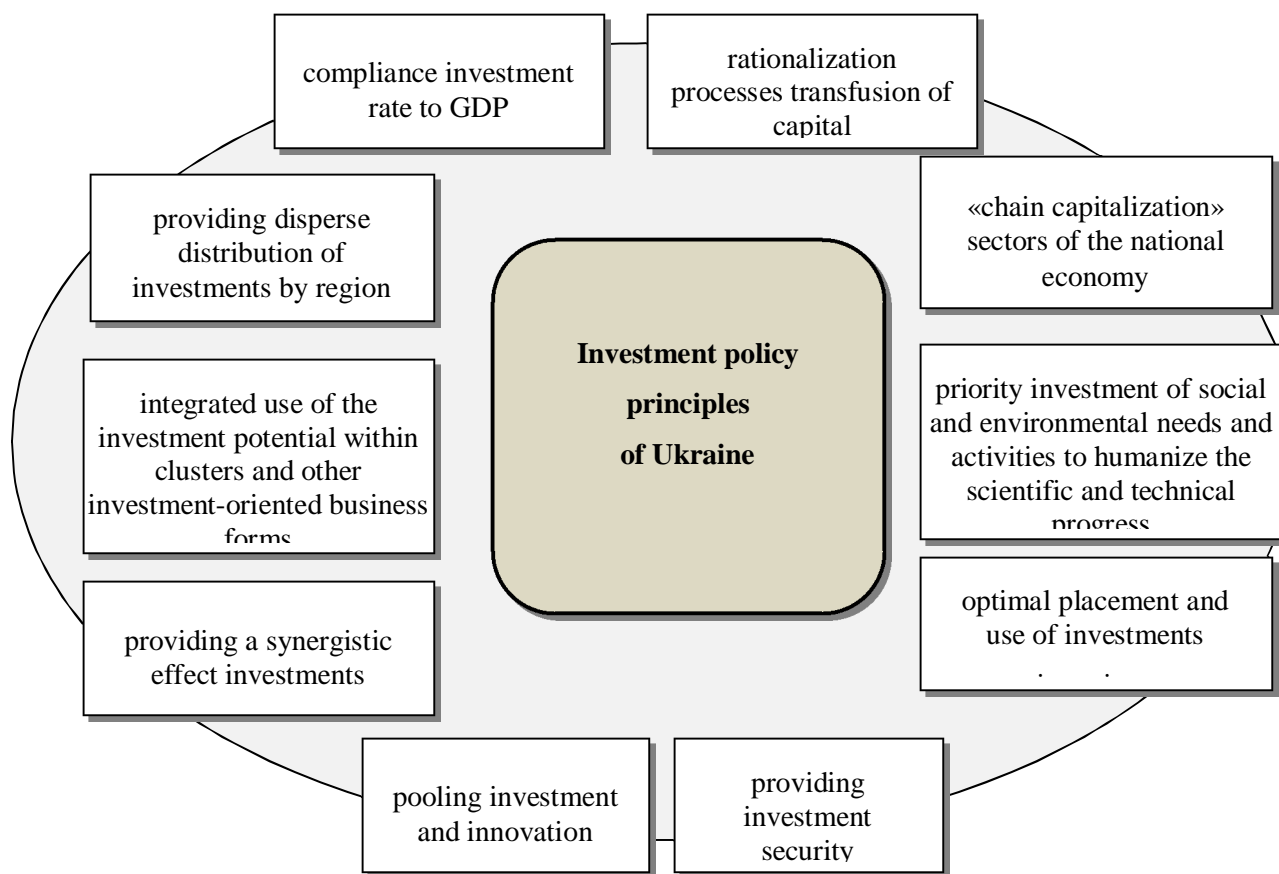 compliance investment
rate to GDP
rationalization
processes transfusion of
capital
providing disperse
distribution of
investments by region
«chain capitalization»
sectors of the national
economy
Investment policy
principles
of Ukraine
integrated use of the
investment potential within
clusters and other
investment-oriented business
forms
priority investment of social
and environmental needs and
activities to humanize the
scientific and technical
progress
providing a synergistic
effect investments
optimal placement and
use of investments
pooling investment
and innovation
providing
investment
security